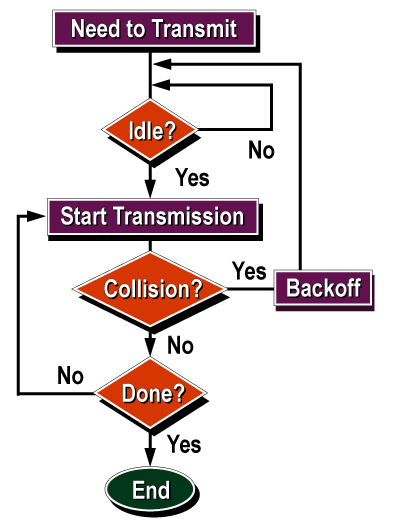 Need to Transmit
Idle?
No
Yes
Start Transmission
Collision?
Yes
Backoff
No
Done?
No
Yes
End